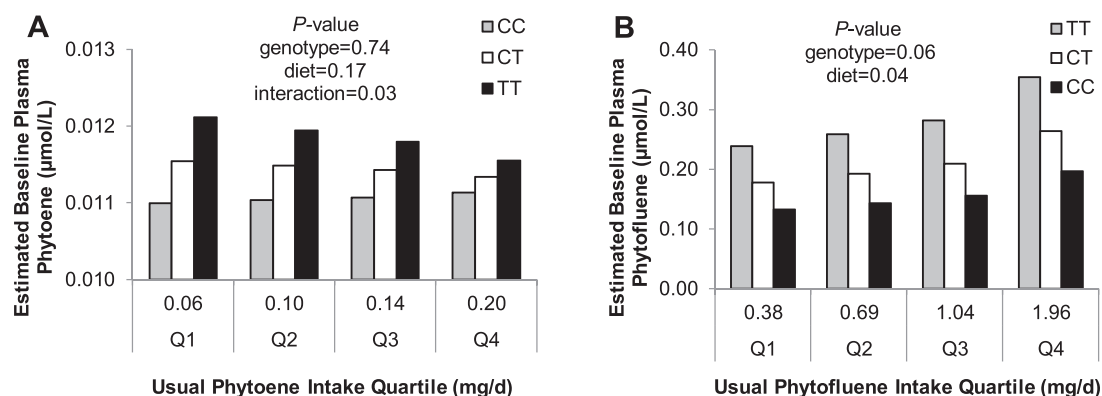 A
P-value
genotype=0.74
diet=0.17
interaction=0.03
CC
CT
TT
Estimated Baseline Plasma
Phytoene (µmol/L)
0.013
0.012
0.011
0.010
0.06 0.10 0.14 0.20
Q1 Q2 Q3 Q4
Usual Phytoene Intake Quartile (mg/d)
B
P-value
genotype=0.06
diet=0.04
TT
CT
CC
Estimated Baseline Plasma
Phytofluene (µmol/L)
0.40
0.30
0.20
0.10
0.00
0.38 0.69 1.04 1.96
Q1 Q2 Q3 Q4
Usual Phytofluene Intake Quartile (mg/d)